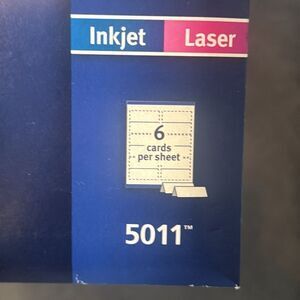 Inkjet Laser
6
cards
per sheet
5011™